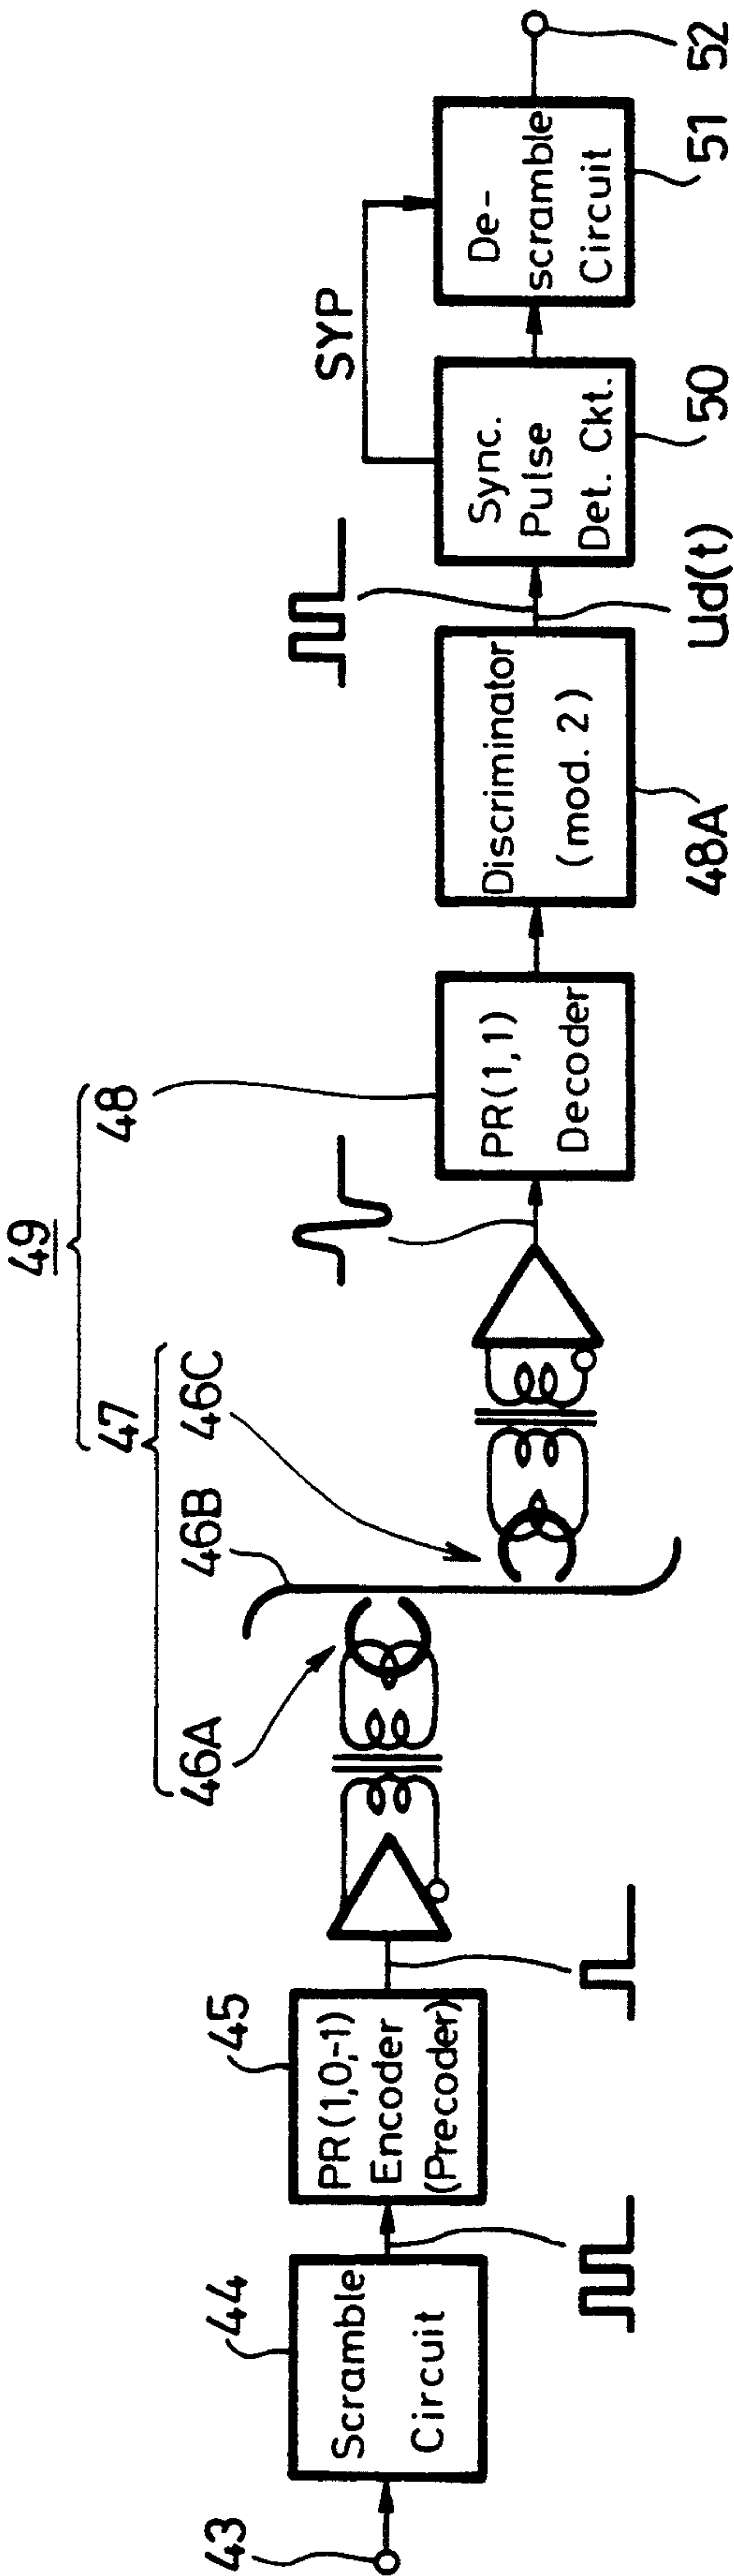 49
47
48
46A
46B
46C
43
44
Scramble
Circuit
45
PR(1,0,-1)
Encoder
(Precoder)
PR(1,1)
Decoder
Discriminator
(mod. 2)
48A
Ud(t)
SYP
Sync.
Pulse
Det. Ckt.
50
De-
scramble
Circuit
51
52